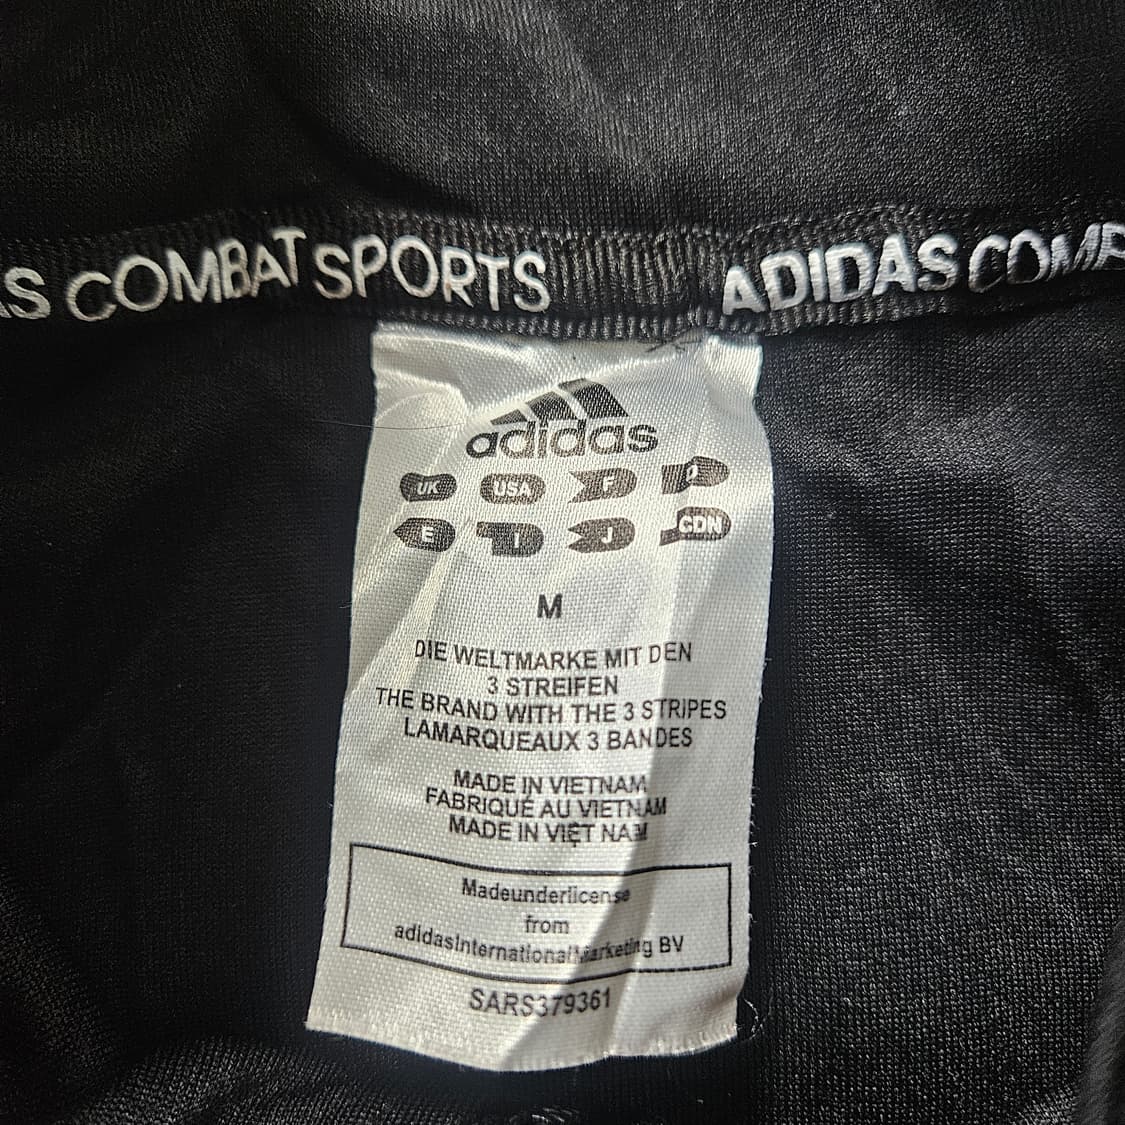 AS COMBAT SPORTS ADIDAS COMB
adidas
UK USA F D
E I J CDN
M
DIE WELTMARKE MIT DEN
3 STREIFEN
THE BRAND WITH THE 3 STRIPES
LAMARQUEAUX 3 BANDES
MADE IN VIETNAM
FABRIQUÉ AU VIETNAM
MADE IN VIỆT NAM
Madeunderlicense
from
adidasInternationalMarketing BV
SARS379361